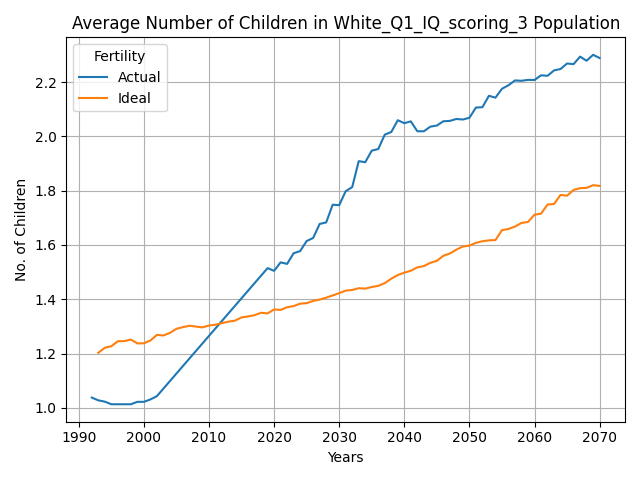 Average Number of Children in White_Q1_IQ_scoring_3 Population
Fertility
Actual
Ideal
No. of Children
2.2
2.0
1.8
1.6
1.4
1.2
1.0
1990 2000 2010 2020 2030 2040 2050 2060 2070
Years